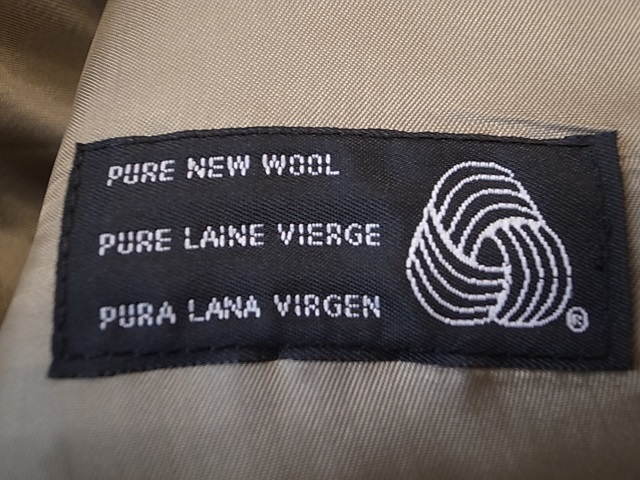 PURE NEW WOOL
PURE LAINE VIERGE
PURA LANA VIRGEN
®